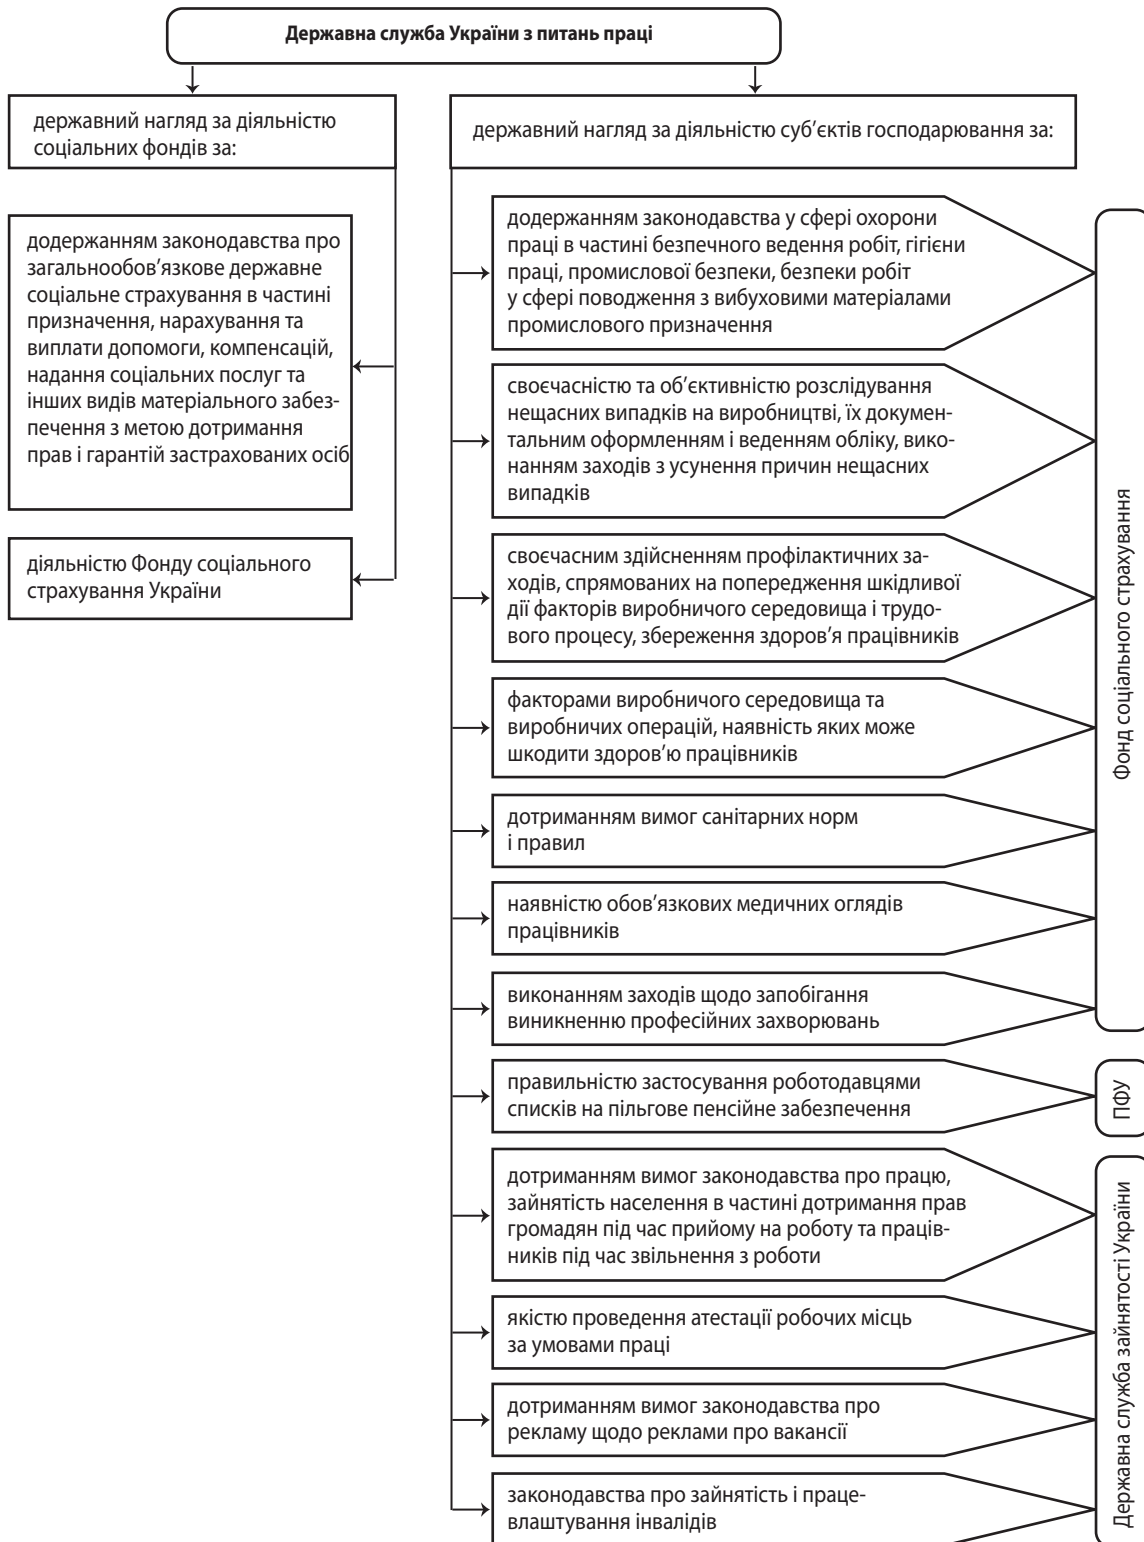 Державна служба України з питань праці
державний нагляд за діяльністю
соціальних фондів за:
державний нагляд за діяльністю суб’єктів господарювання за:
додержанням законодавства про
загальнообов’язкове державне
соціальне страхування в частині
призначення, нарахування та
виплати допомоги, компенсацій,
надання соціальних послуг та
інших видів матеріального забез-
печення з метою дотримання
прав і гарантій застрахованих осіб
діяльністю Фонду соціального
страхування України
додержанням законодавства у сфері охорони
праці в частині безпечного ведення робіт, гігієни
праці, промислової безпеки, безпеки робіт
у сфері поводження з вибуховими матеріалами
промислового призначення
своєчасністю та об’єктивністю розслідування
нещасних випадків на виробництві, їх докумен-
тальним оформленням і веденням обліку, вико-
нанням заходів з усунення причин нещасних
випадків
своєчасним здійсненням профілактичних за-
ходів, спрямованих на попередження шкідливої
дії факторів виробничого середовища і трудо-
вого процесу, збереження здоров’я працівників
факторами виробничого середовища та
виробничих операцій, наявність яких може
шкодити здоров’ю працівників
дотриманням вимог санітарних норм
і правил
наявністю обов’язкових медичних оглядів
працівників
виконанням заходів щодо запобігання
виникненню професійних захворювань
Фонд соціального страхування
правильністю застосування роботодавцями
списків на пільгове пенсійне забезпечення
ПФУ
дотриманням вимог законодавства про працю,
зайнятість населення в частині дотримання прав
громадян під час прийому на роботу та праців-
ників під час звільнення з роботи
якістю проведення атестації робочих місць
за умовами праці
дотриманням вимог законодавства про
рекламу щодо реклами про вакансії
законодавства про зайнятість і праце-
влаштування інвалідів
Державна служба зайнятості України